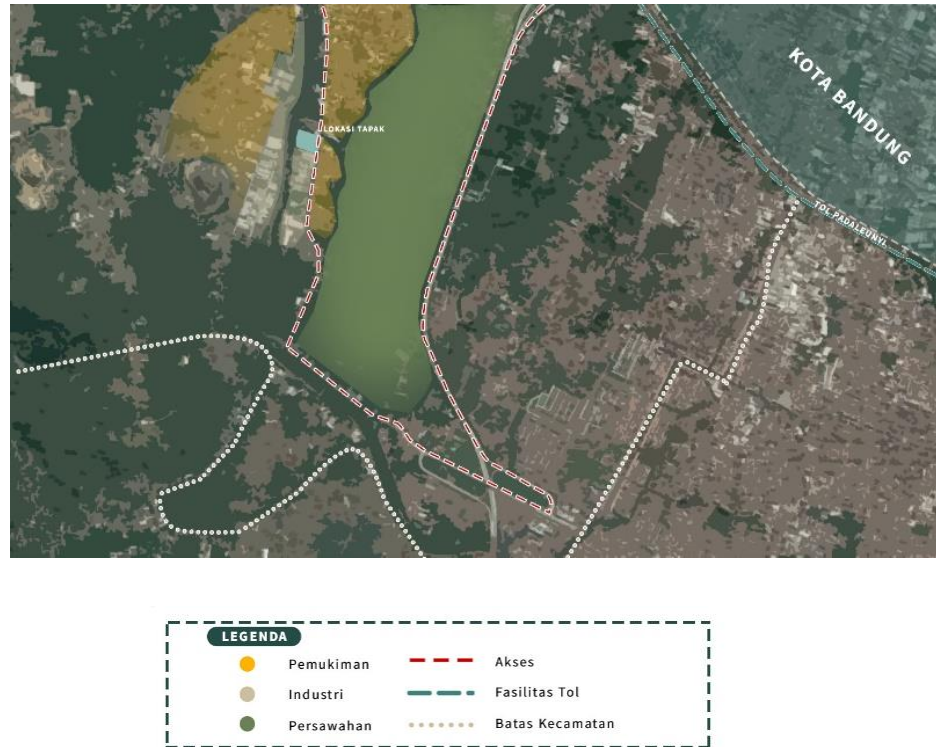 LOKASI TAPAK
KOTA BANDUNG
TOL PADALEUNYI
LEGENDA
Pemukiman
Industri
Persawahan
Akses
Fasilitas Tol
Batas Kecamatan